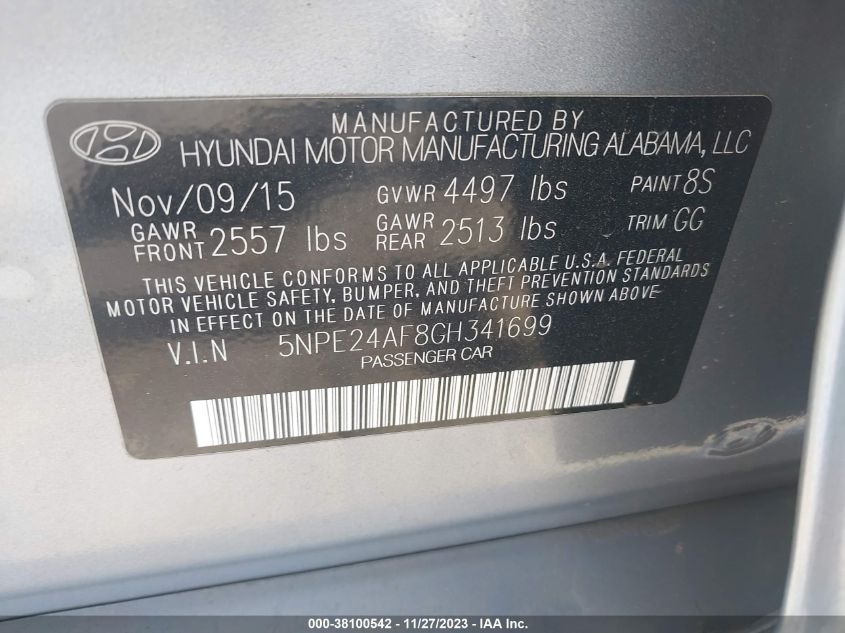 MANUFACTURED BY
HYUNDAI MOTOR MANUFACTURING ALABAMA, LLC
Nov/09/15 GVWR 4497 lbs PAINT 8S
GAWR FRONT 2557 lbs GAWR REAR 2513 lbs TRIM GG
THIS VEHICLE CONFORMS TO ALL APPLICABLE U.S.A. FEDERAL
MOTOR VEHICLE SAFETY, BUMPER, AND THEFT PREVENTION STANDARDS
IN EFFECT ON THE DATE OF MANUFACTURE SHOWN ABOVE
V.I.N 5NPE24AF8GH341699
PASSENGER CAR
000-38100542 - 11/27/2023 - IAA Inc.